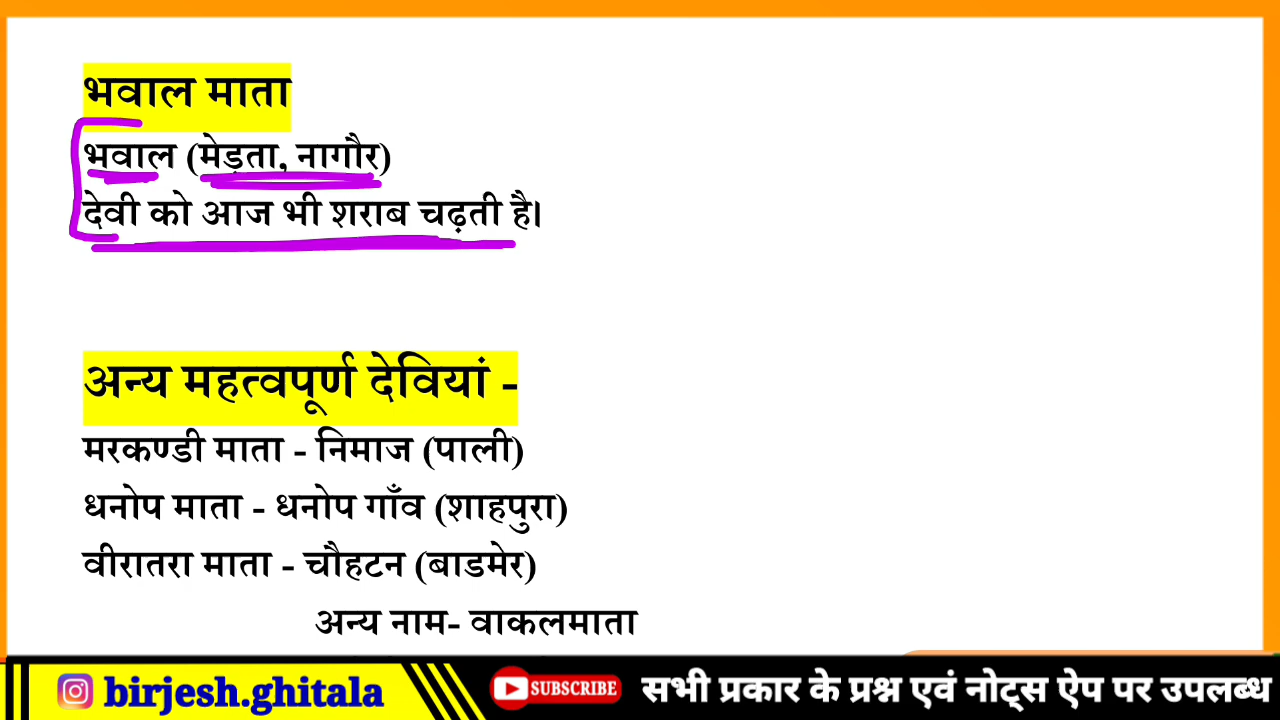 भवाल माता
भवाल (मेड़ता, नागौर)
देवी को आज भी शराब चढ़ती है।
अन्य महत्वपूर्ण देवियां -
मरकण्डी माता - निमाज (पाली)
धनोप माता - धनोप गाँव (शाहपुरा)
वीरातरा माता - चौहटन (बाडमेर)
अन्य नाम- वाकलमाता
birjesh.ghitala SUBSCRIBE सभी प्रकार के प्रश्न एवं नोट्स ऐप पर उपलब्ध